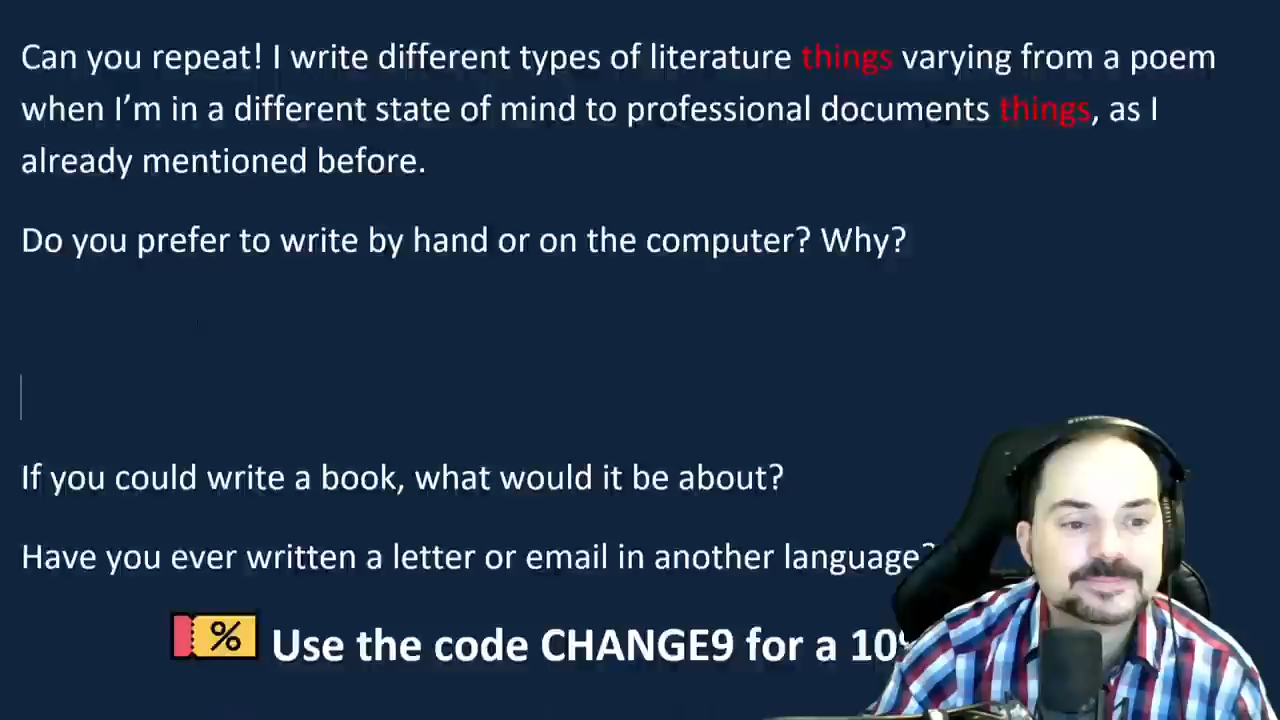 Can you repeat! I write different types of literature things varying from a poem
when I’m in a different state of mind to professional documents things, as I
already mentioned before.
Do you prefer to write by hand or on the computer? Why?
If you could write a book, what would it be about?
Have you ever written a letter or email in another language?
% Use the code CHANGE9 for a 10%